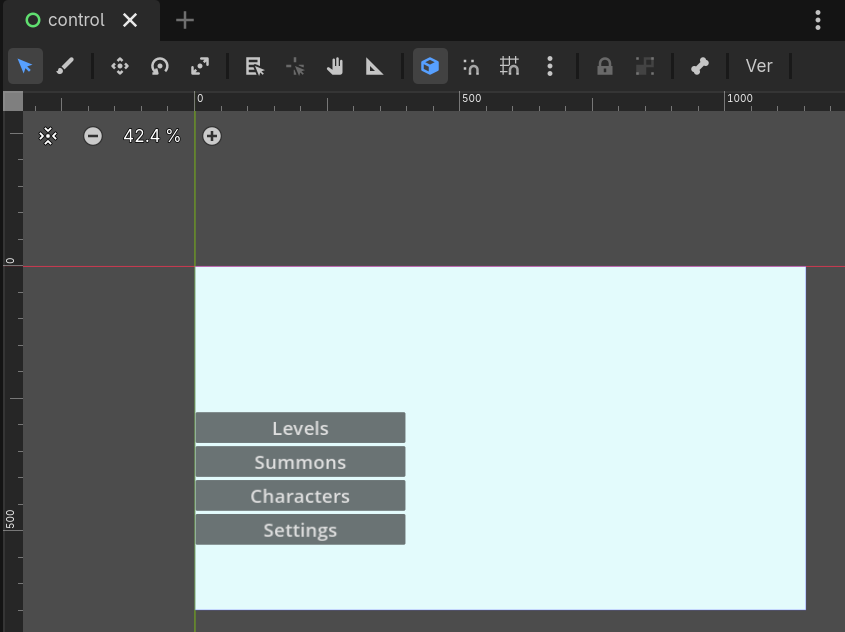 control
Ver
0
500
1000
42.4 %
0
Levels
Summons
Characters
Settings
500